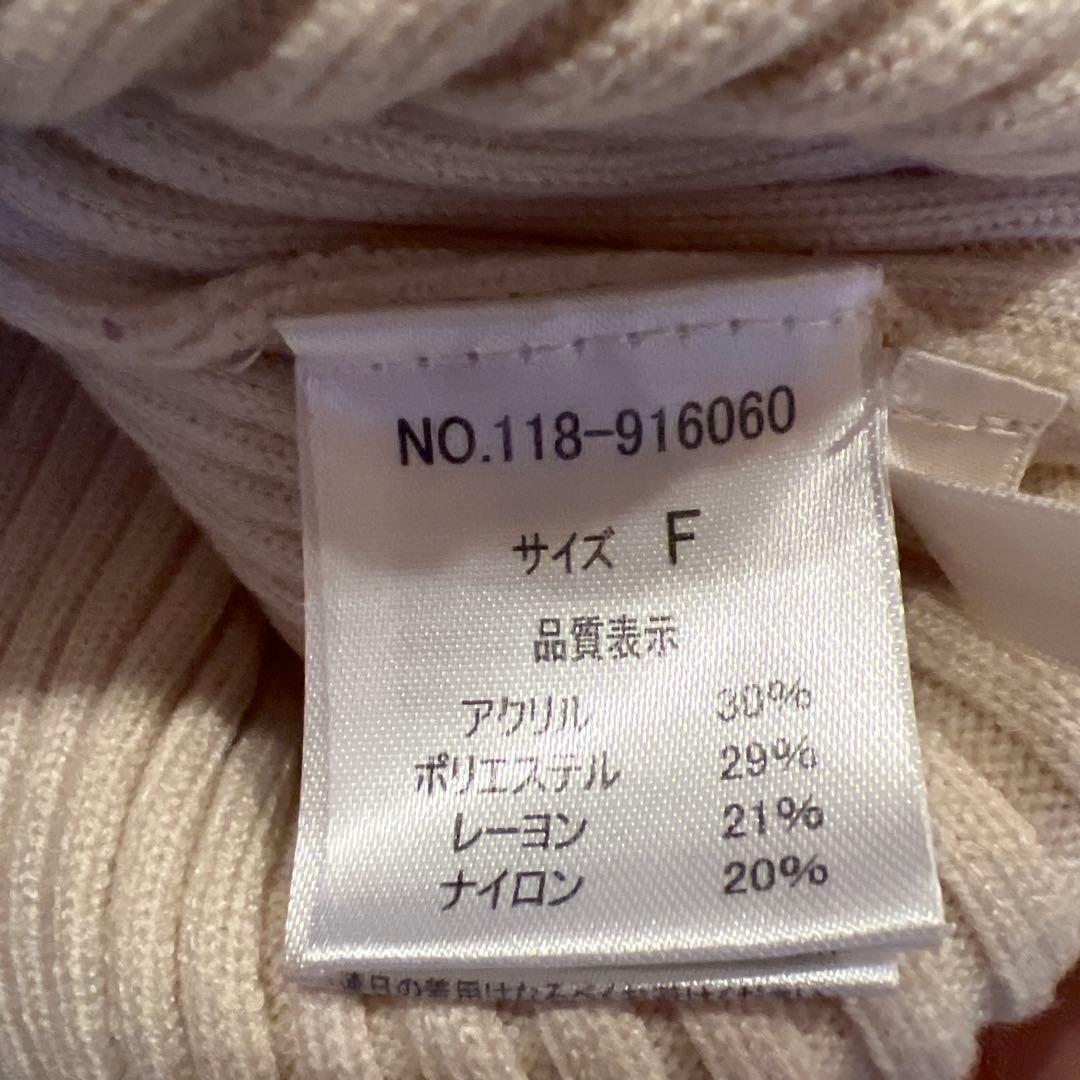 NO.118-916060
サイズ F
品質表示
アクリル 30%
ポリエステル 29%
レーヨン 21%
ナイロン 20%